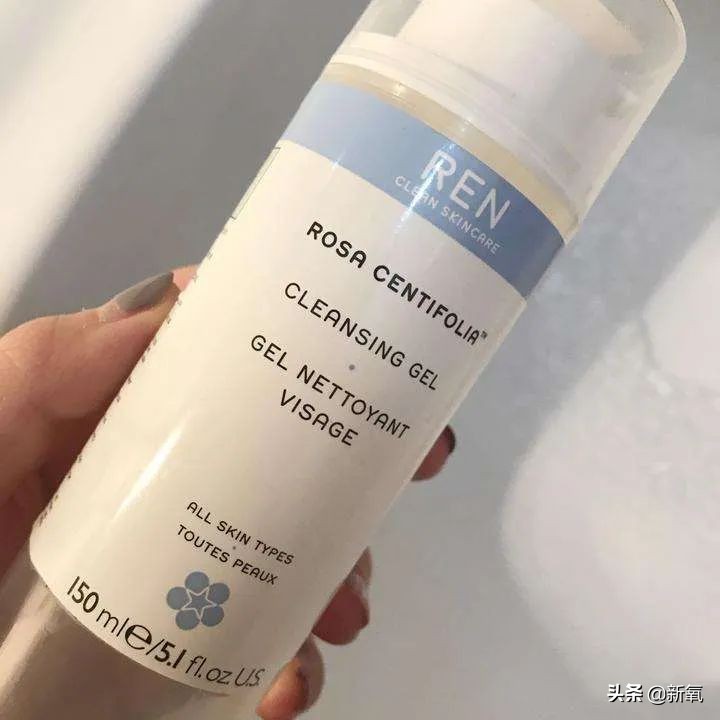 REN
CLEAN SKINCARE
ROSA CENTIFOLIA™
CLEANSING GEL
GEL NETTOYANT
VISAGE
ALL SKIN TYPES
TOUTES PEAUX
150 ml℮/5.1 fl.oz.U.S.
头条 @新氧